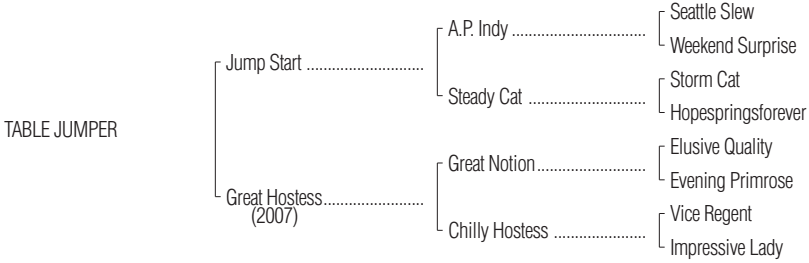 Seattle Slew
A.P. Indy ................................
Weekend Surprise
Jump Start ............................
Storm Cat
Steady Cat ............................
Hopespringsforever
TABLE JUMPER
Elusive Quality
Great Notion..........................
Evening Primrose
Great Hostess........................
(2007)
Vice Regent
Chilly Hostess ......................
Impressive Lady